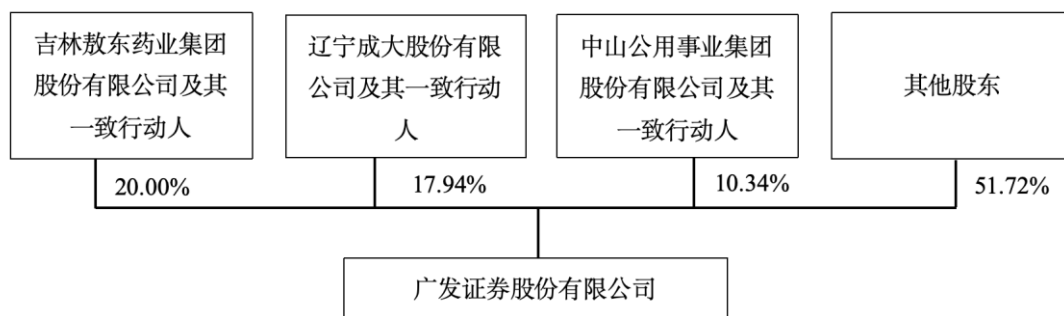 吉林敖东药业集团
股份有限公司及其
一致行动人
辽宁成大股份有限
公司及其一致行动
人
中山公用事业集团
股份有限公司及其
一致行动人
其他股东
20.00%
17.94%
10.34%
51.72%
广发证券股份有限公司